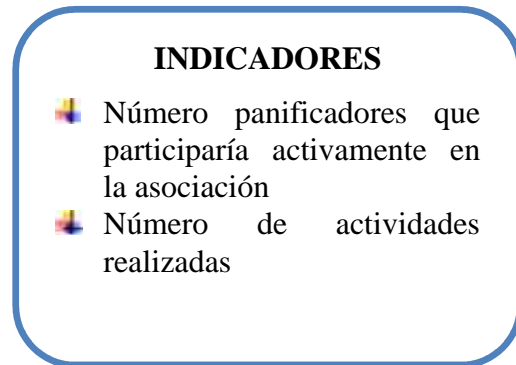 INDICADORES
Número panificadores que
participaría activamente en
la asociación
Número de actividades
realizadas